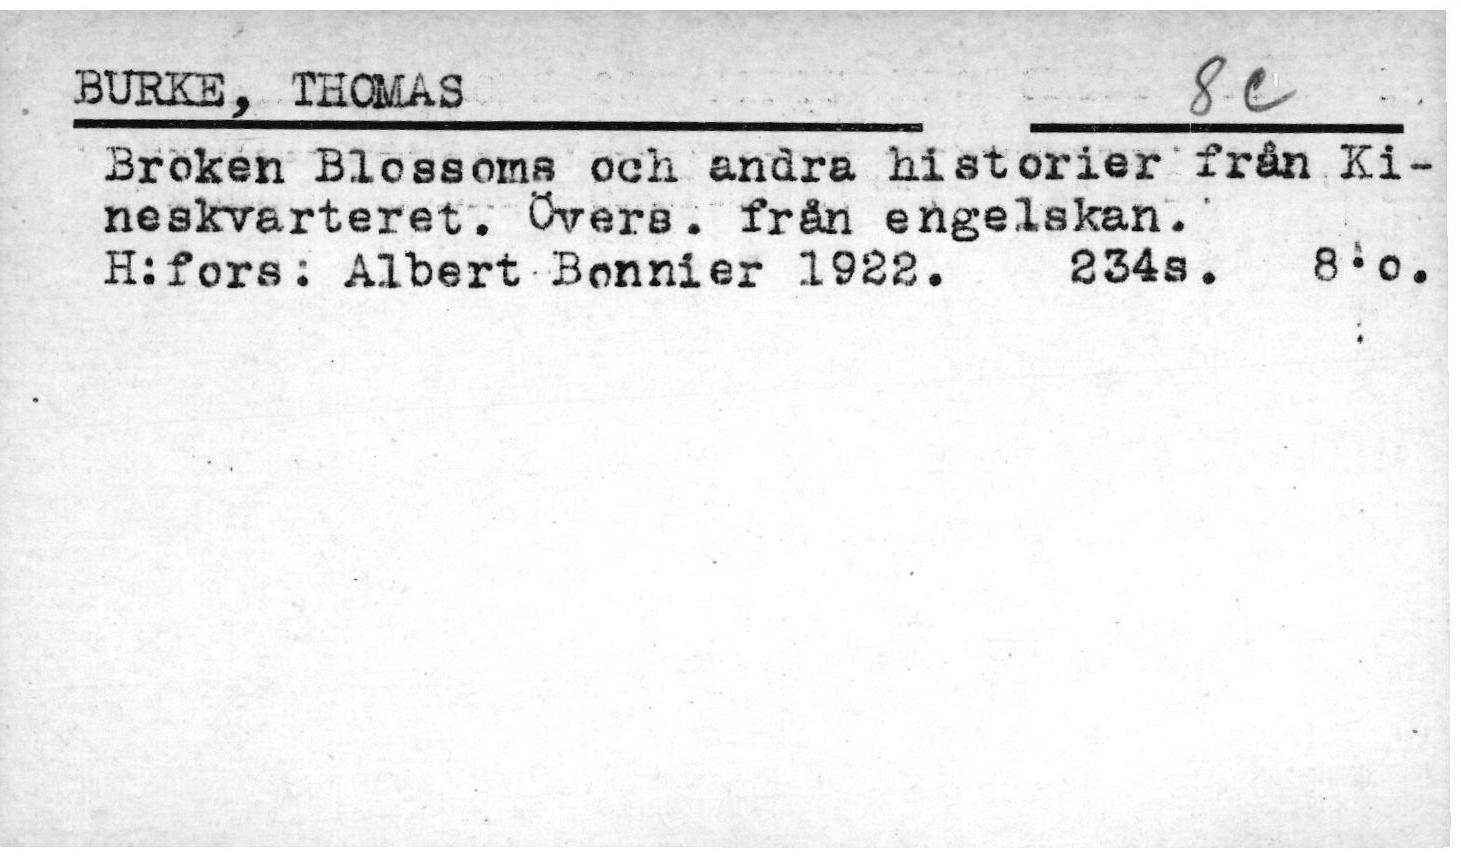 BURKE, THOMAS 8 c
Broken Blossoms och andra historier från Ki-
neskvarteret. Övers. från engelskan.
H:fors: Albert Bonnier 1922. 234s. 8:o.